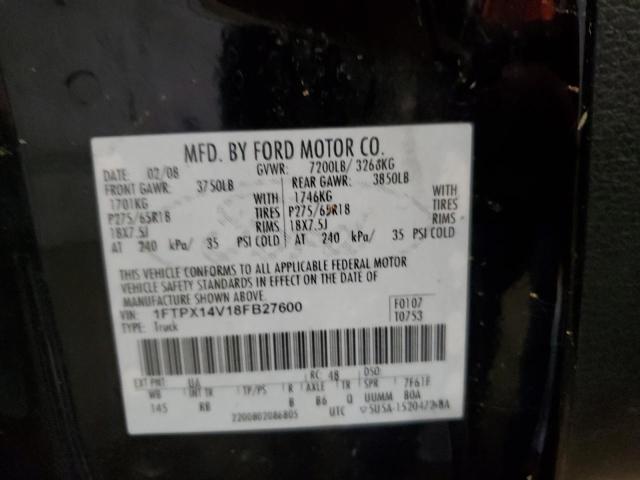 MFD. BY FORD MOTOR CO.
DATE: 02/08 GVWR: 7200LB/ 3266KG
FRONT GAWR: 3750LB REAR GAWR: 3850LB
1701KG WITH 1746KG WITH
P275/65R18 TIRES P275/65R18 TIRES
18X7.5J RIMS 18X7.5J RIMS
AT 240 kPa/ 35 PSI COLD AT 240 kPa/ 35 PSI COLD
THIS VEHICLE CONFORMS TO ALL APPLICABLE FEDERAL MOTOR
VEHICLE SAFETY STANDARDS IN EFFECT ON THE DATE OF
MANUFACTURE SHOWN ABOVE.
VIN: 1FTPX14V18FB27600 F0107
TYPE: Truck T0753
EXT PNT UA RC 48 DSO
WB INT TR TP/PS R AXLE TR SPR 7F61F
145 RB B B6 Q UUMM BOA
2200802086805 UTC